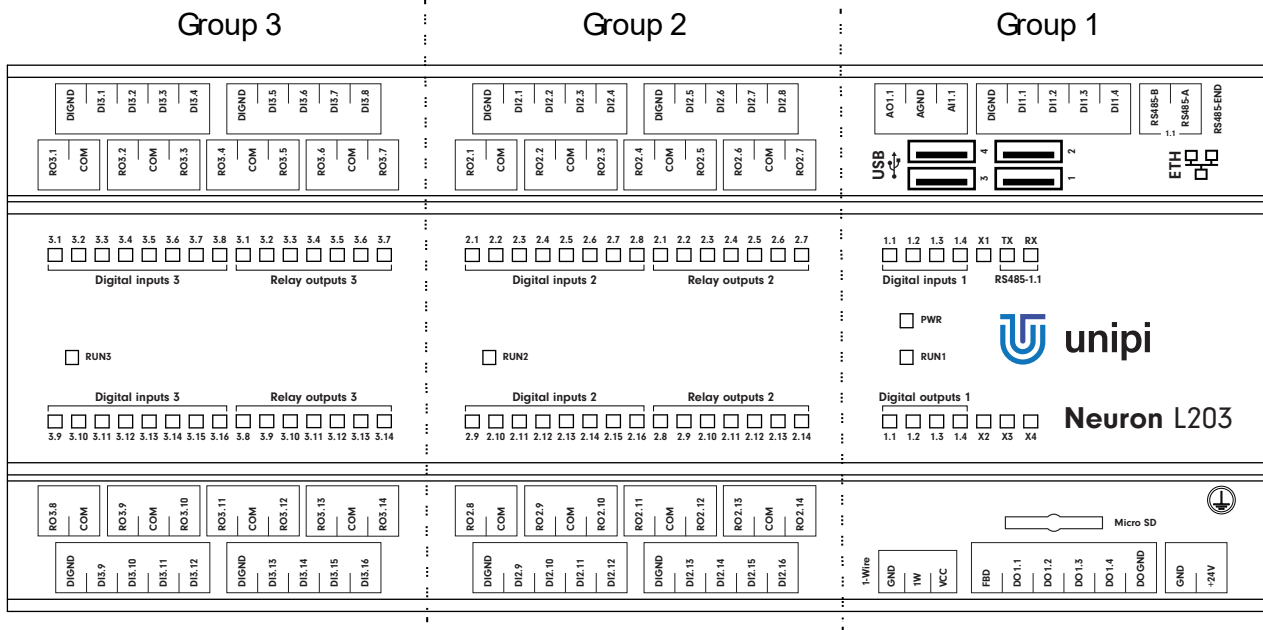 Group 3 Group 2 Group 1
DIGND DI3.1 DI3.2 DI3.3 DI3.4 DIGND DI3.5 DI3.6 DI3.7 DI3.8
RO3.1 COM RO3.2 COM RO3.3 RO3.4 COM RO3.5 RO3.6 COM RO3.7
DIGND DI2.1 DI2.2 DI2.3 DI2.4 DIGND DI2.5 DI2.6 DI2.7 DI2.8
RO2.1 COM RO2.2 COM RO2.3 RO2.4 COM RO2.5 RO2.6 COM RO2.7
AO1.1 AGND AI1.1 DIGND DI1.1 DI1.2 DI1.3 DI1.4 RS485-B RS485-A RS485-END
1.1
USB 4 2 3 1 ETH
3.1 3.2 3.3 3.4 3.5 3.6 3.7 3.8 3.1 3.2 3.3 3.4 3.5 3.6 3.7
Digital inputs 3 Relay outputs 3
2.1 2.2 2.3 2.4 2.5 2.6 2.7 2.8 2.1 2.2 2.3 2.4 2.5 2.6 2.7
Digital inputs 2 Relay outputs 2
1.1 1.2 1.3 1.4 X1 TX RX
Digital inputs 1 RS485-1.1
PWR
RUN3 RUN2 RUN1
unipi
Digital inputs 3 Relay outputs 3
3.9 3.10 3.11 3.12 3.13 3.14 3.15 3.16 3.8 3.9 3.10 3.11 3.12 3.13 3.14
Digital inputs 2 Relay outputs 2
2.9 2.10 2.11 2.12 2.13 2.14 2.15 2.16 2.8 2.9 2.10 2.11 2.12 2.13 2.14
Digital outputs 1
1.1 1.2 1.3 1.4 X2 X3 X4
Neuron L203
RO3.8 COM RO3.9 COM RO3.10 RO3.11 COM RO3.12 RO3.13 COM RO3.14
DIGND DI3.9 DI3.10 DI3.11 DI3.12 DIGND DI3.13 DI3.14 DI3.15 DI3.16
RO2.8 COM RO2.9 COM RO2.10 RO2.11 COM RO2.12 RO2.13 COM RO2.14
DIGND DI2.9 DI2.10 DI2.11 DI2.12 DIGND DI2.13 DI2.14 DI2.15 DI2.16
Micro SD
1-Wire GND 1W VCC FBD DO1.1 DO1.2 DO1.3 DO1.4 DOGND GND +24V